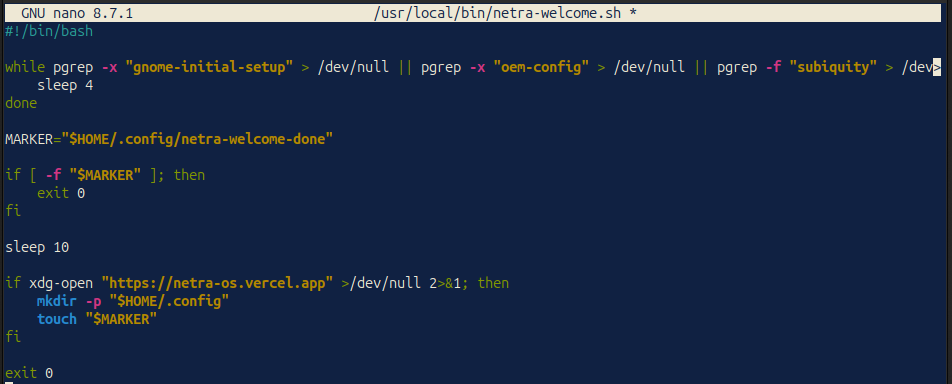 GNU nano 8.7.1 /usr/local/bin/netra-welcome.sh *
#!/bin/bash
while pgrep -x "gnome-initial-setup" > /dev/null || pgrep -x "oem-config" > /dev/null || pgrep -f "subiquity" > /dev>
    sleep 4
done
MARKER="$HOME/.config/netra-welcome-done"
if [ -f "$MARKER" ]; then
    exit 0
fi
sleep 10
if xdg-open "https://netra-os.vercel.app" >/dev/null 2>&1; then
    mkdir -p "$HOME/.config"
    touch "$MARKER"
fi
exit 0